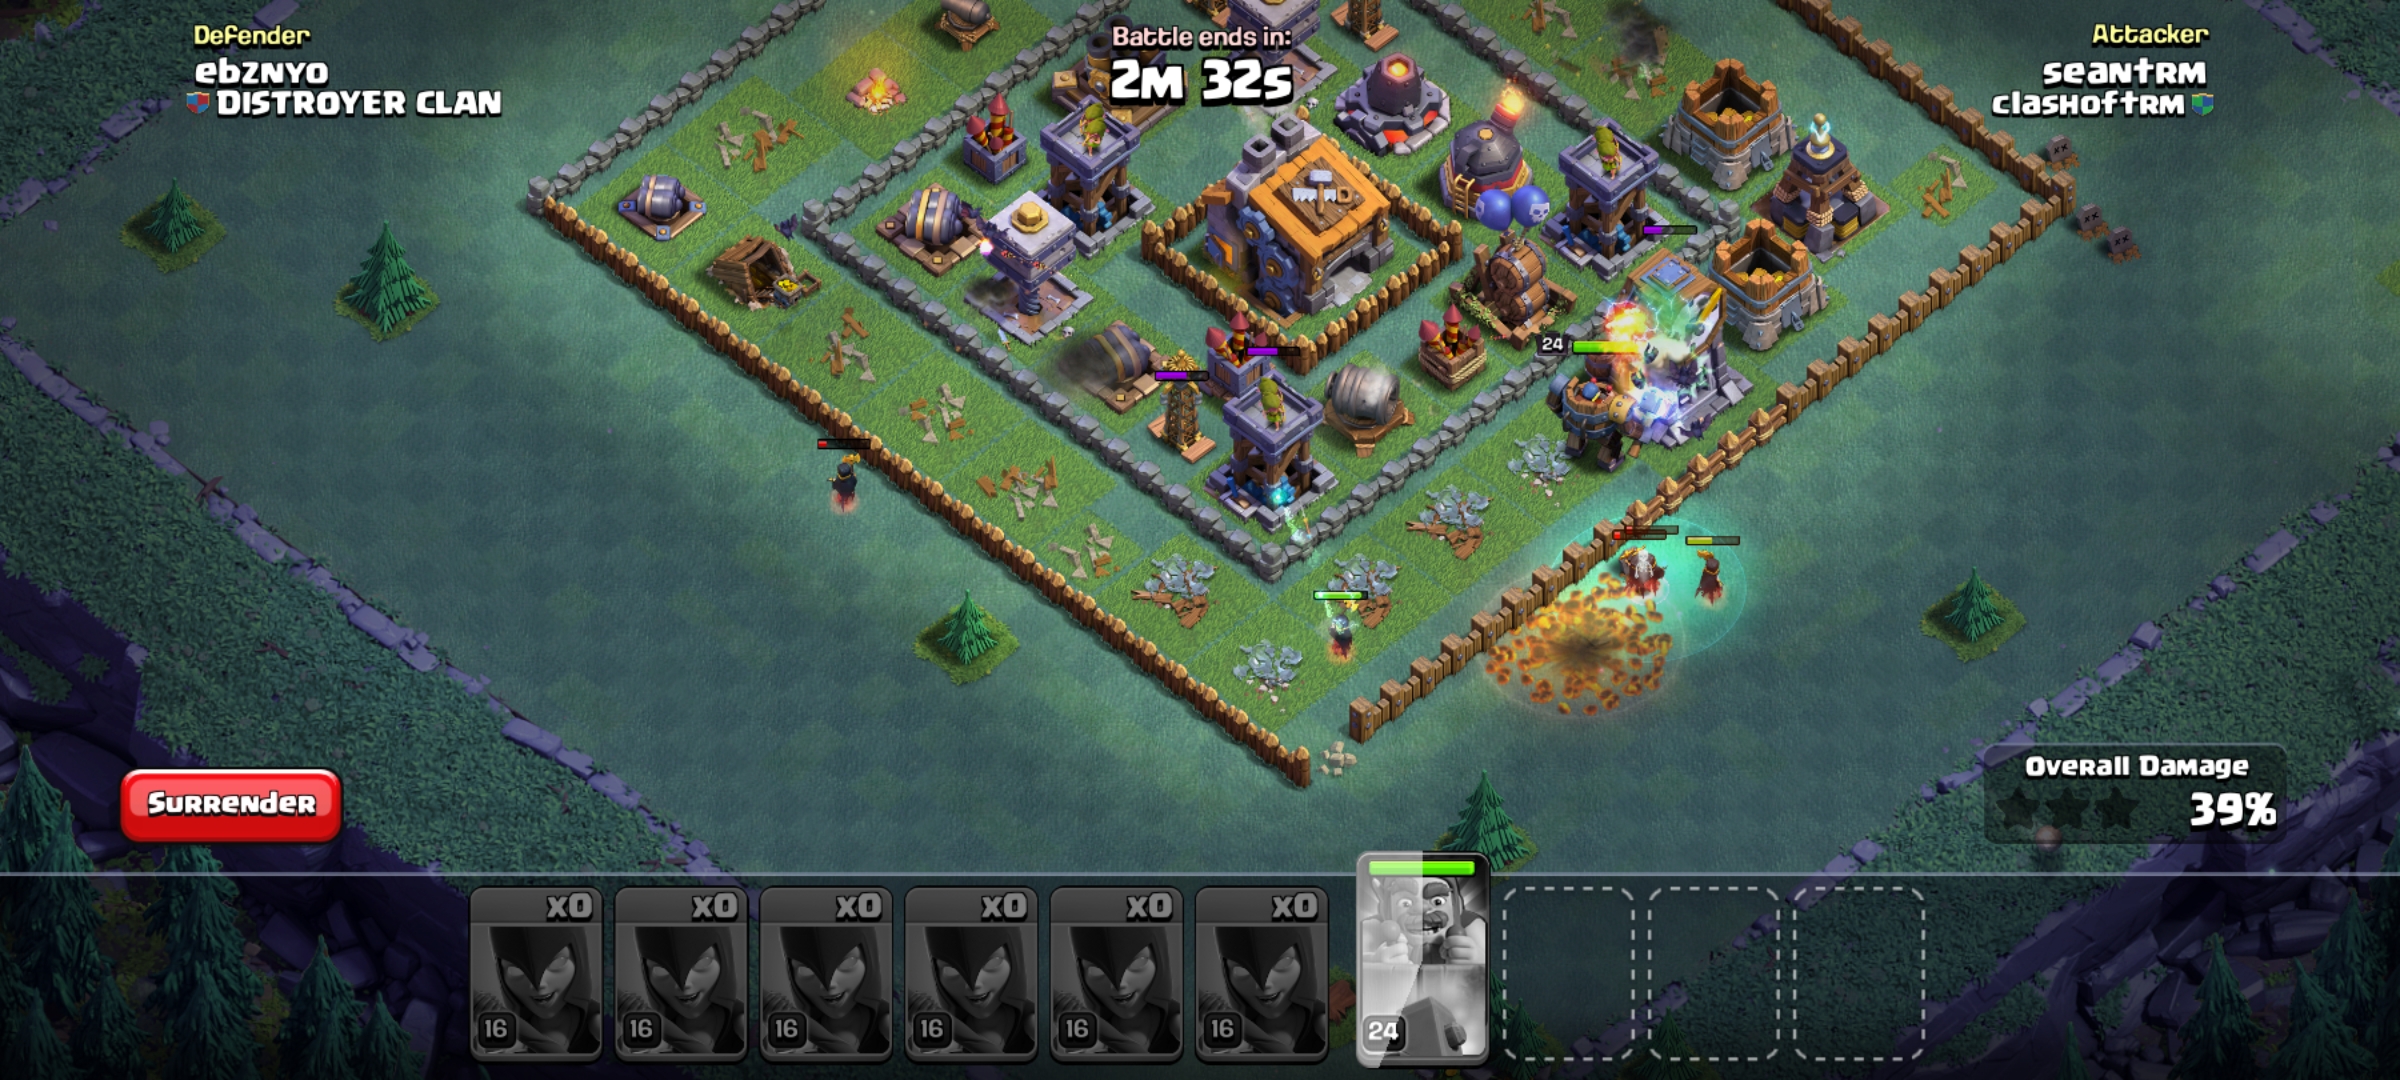 Defender
ebzNYO
DISTROYER CLAN
Battle ends in:
2M 32s
Attacker
seantRM
clashoftRM
24
Surrender
Overall Damage
39%
x0
x0
x0
x0
x0
x0
16
16
16
16
16
16
24